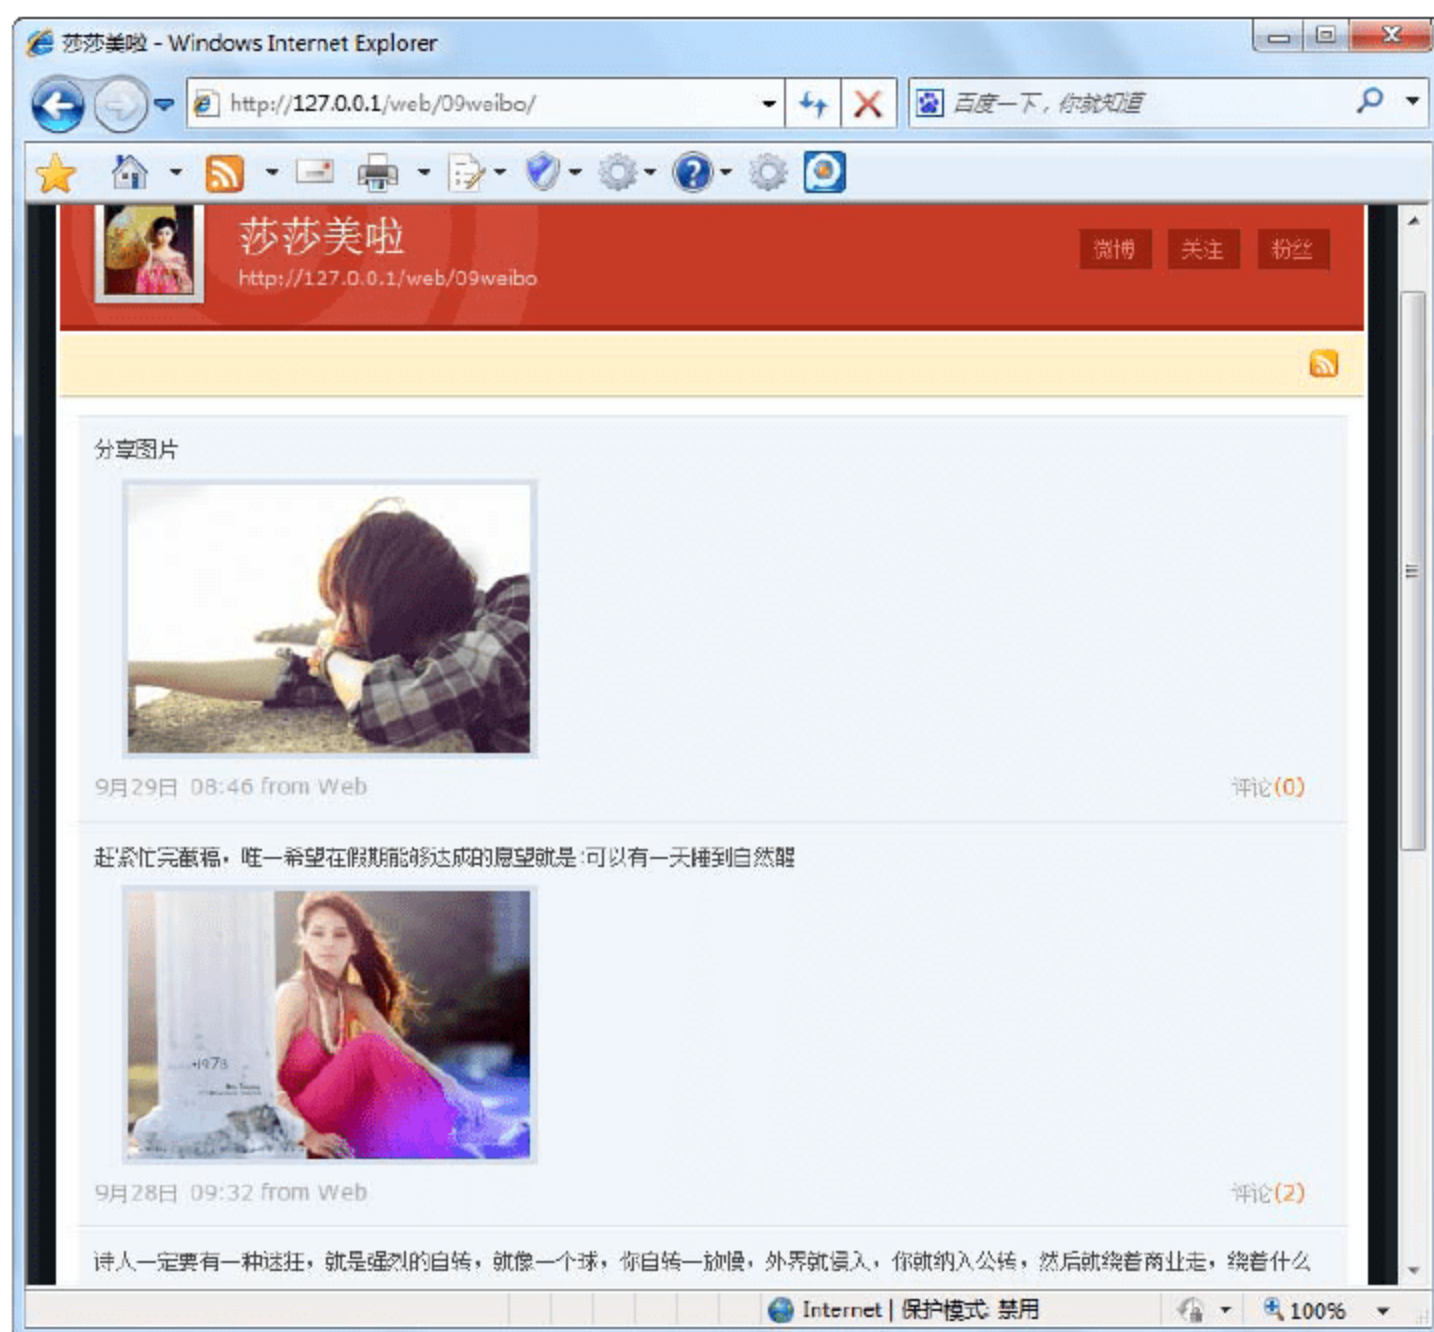 莎莎美啦 - Windows Internet Explorer
http://127.0.0.1/web/09weibo/
百度一下，你就知道
莎莎美啦
http://127.0.0.1/web/09weibo
微博 关注 粉丝
分享图片
9月29日 08:46 from Web 评论(0)
赶紧忙完截稿，唯一希望在假期能够达成的愿望就是:可以有一天睡到自然醒
+1978
9月28日 09:32 from Web 评论(2)
诗人一定要有一种迷狂，就是强烈的自转，就像一个球，你自转一放慢，外界就侵入，你就纳入公转，然后就绕着商业走，绕着什么
Internet | 保护模式: 禁用 100%